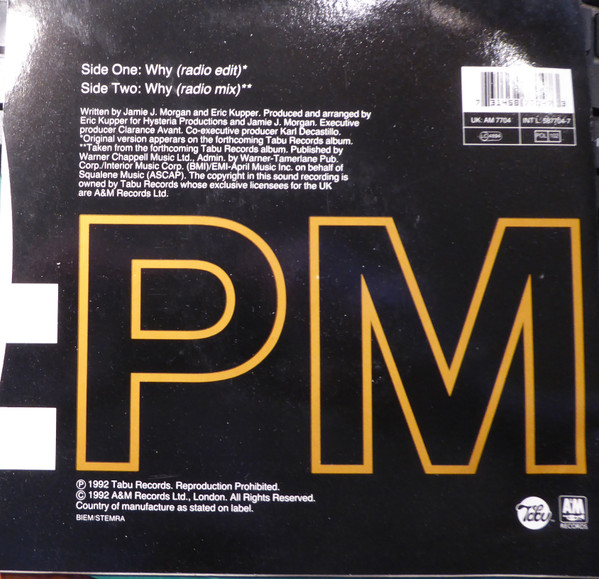 Side One: Why (radio edit)*
Side Two: Why (radio mix)**
Written by Jamie J. Morgan and Eric Kupper. Produced and arranged by
Eric Kupper for Hysteria Productions and Jamie J. Morgan. Executive
producer Clarance Avant. Co-executive producer Karl Decastillo.
*Original version appears on the forthcoming Tabu Records album.
**Taken from the forthcoming Tabu Records album. Published by
Warner Chappell Music Ltd., Admin. by Warner-Tamerlane Pub.
Corp./Interior Music Corp. (BMI)/EMI-April Music Inc. on behalf of
Squalene Music (ASCAP). The copyright in this sound recording is
owned by Tabu Records whose exclusive licensees for the UK
are A&M Records Ltd.
UK: AM 7704
INT'L: 587704-7
PM
℗ 1992 Tabu Records. Reproduction Prohibited.
© 1992 A&M Records Ltd., London. All Rights Reserved.
Country of manufacture as stated on label.
BIEM/STEMRA
Tabu
A&M
RECORDS